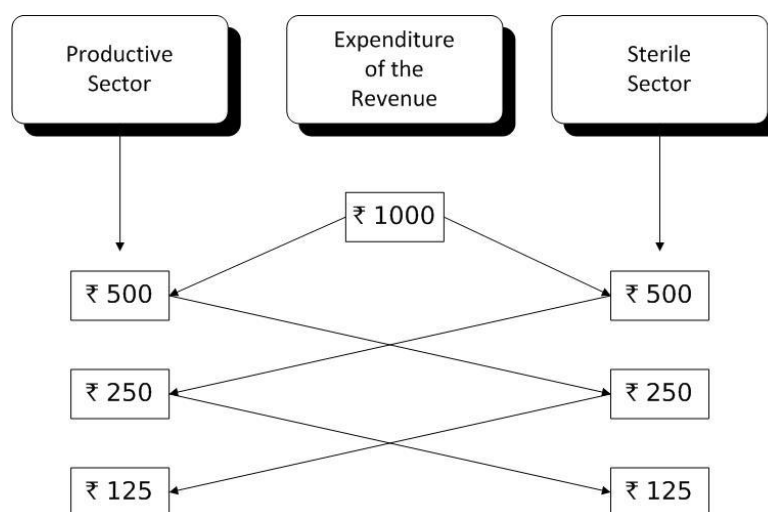 Productive
Sector
Expenditure
of the
Revenue
Sterile
Sector
₹ 1000
₹ 500
₹ 500
₹ 250
₹ 250
₹ 125
₹ 125